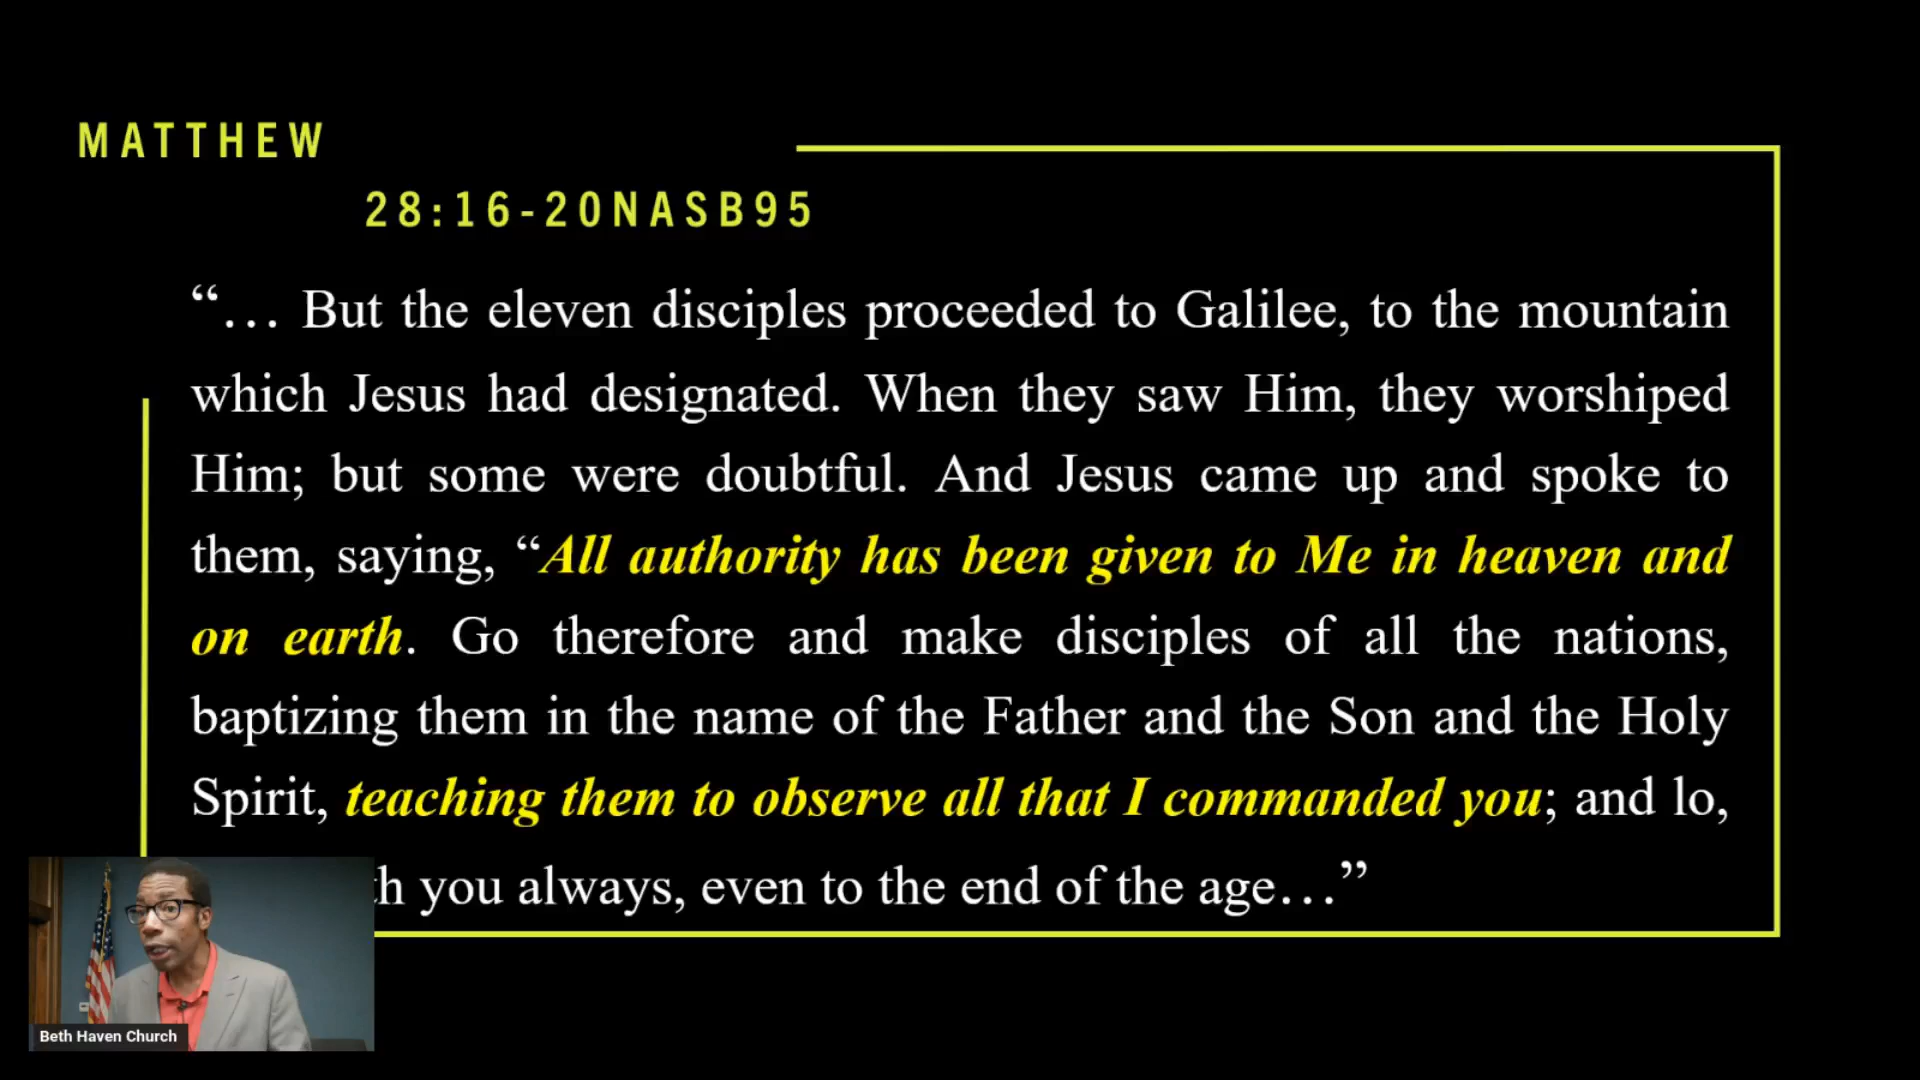 MATTHEW
28:16-20NASB95
“… But the eleven disciples proceeded to Galilee, to the mountain
which Jesus had designated. When they saw Him, they worshiped
Him; but some were doubtful. And Jesus came up and spoke to
them, saying, “All authority has been given to Me in heaven and
on earth. Go therefore and make disciples of all the nations,
baptizing them in the name of the Father and the Son and the Holy
Spirit, teaching them to observe all that I commanded you; and lo,
you always, even to the end of the age…”
Beth Haven Church